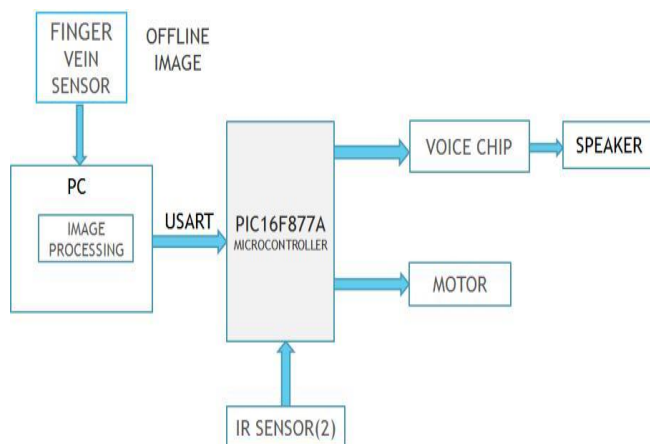 FINGER
VEIN
SENSOR
OFFLINE
IMAGE
PC
IMAGE
PROCESSING
USART
PIC16F877A
MICROCONTROLLER
VOICE CHIP
SPEAKER
MOTOR
IR SENSOR(2)